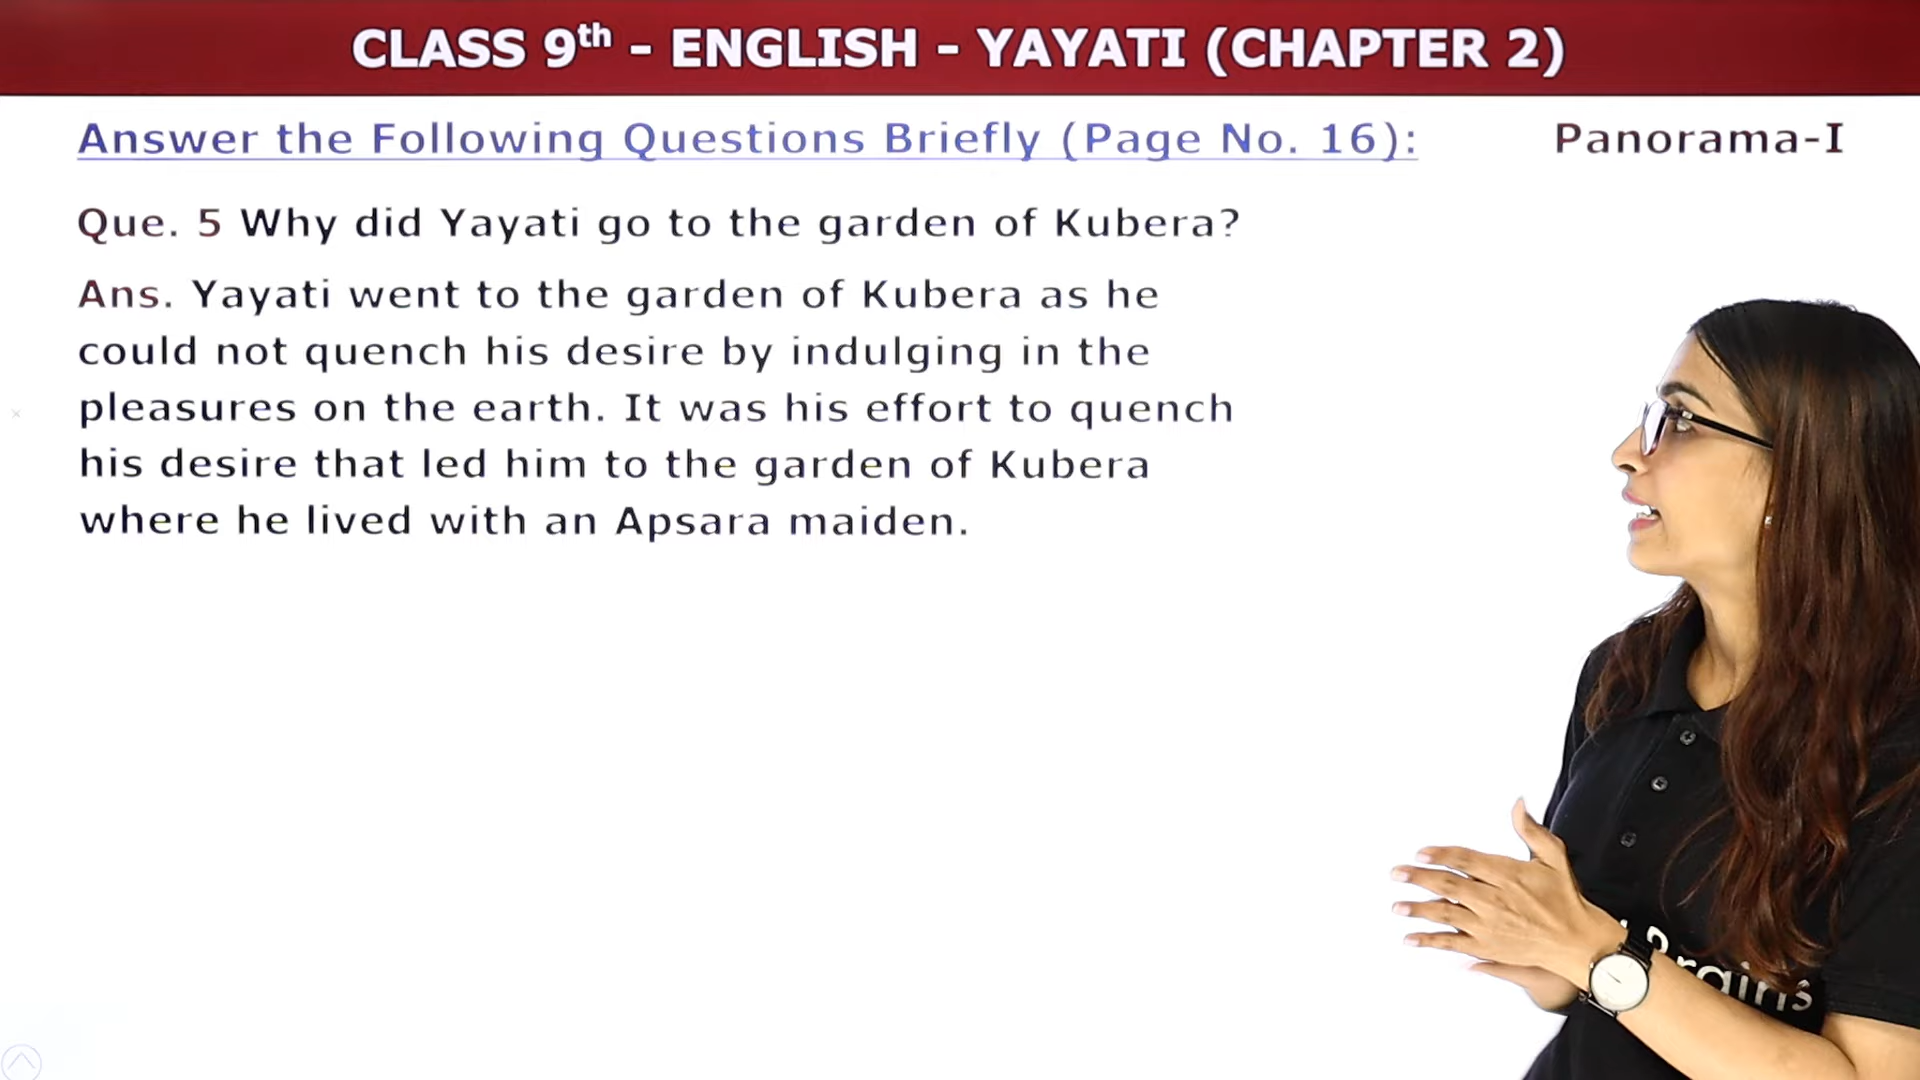 CLASS 9th - ENGLISH - YAYATI (CHAPTER 2)
Answer the Following Questions Briefly (Page No. 16):
Panorama-I
Que. 5 Why did Yayati go to the garden of Kubera?
Ans. Yayati went to the garden of Kubera as he
could not quench his desire by indulging in the
pleasures on the earth. It was his effort to quench
his desire that led him to the garden of Kubera
where he lived with an Apsara maiden.